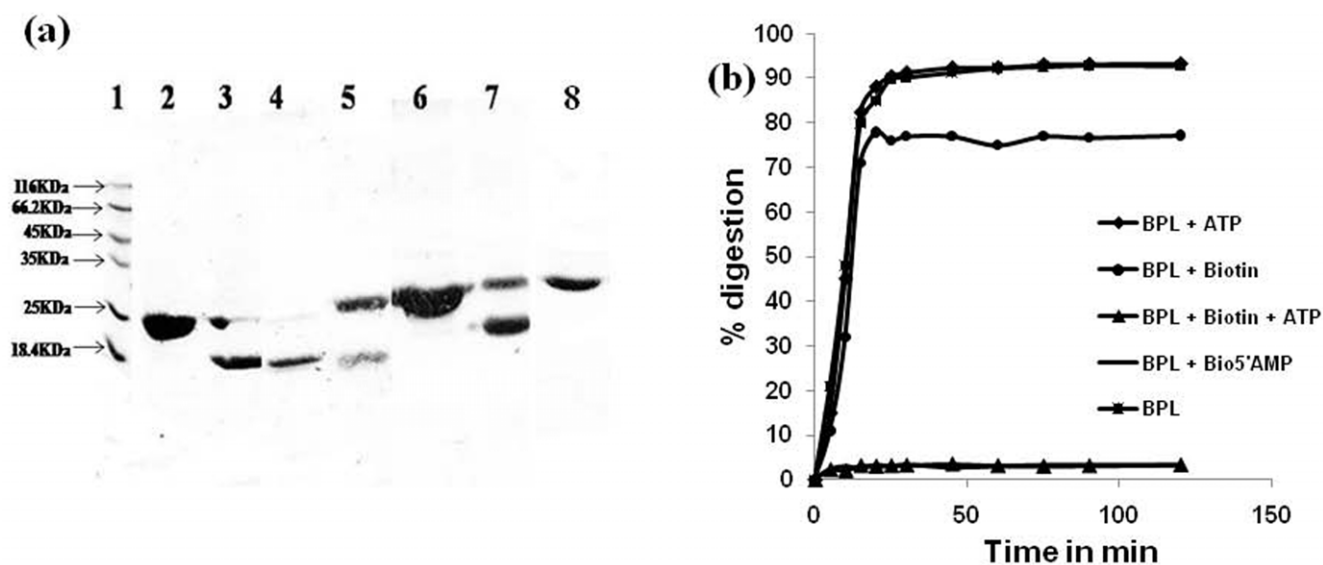 (a)
1 2 3 4 5 6 7 8
116KDa
66.2KDa
45KDa
35KDa
25KDa
18.4KDa
(b)
% digestion
100
90
80
70
60
50
40
30
20
10
0
0 50 100 150
Time in min
BPL + ATP
BPL + Biotin
BPL + Biotin + ATP
BPL + Bio5'AMP
BPL